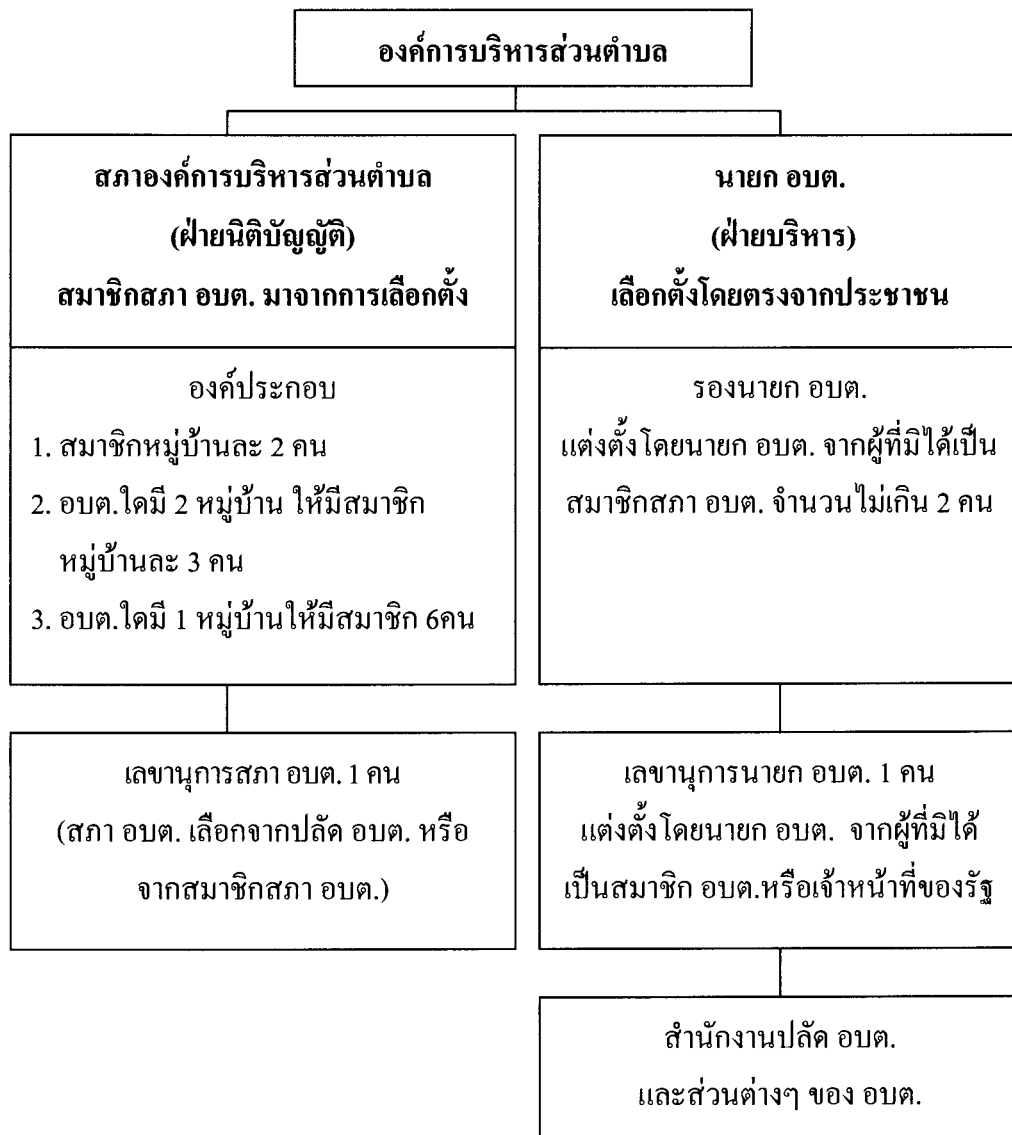 องค์การบริหารส่วนตำบล
สภาองค์การบริหารส่วนตำบล
(ฝ่ายนิติบัญญัติ)
สมาชิกสภา อบต. มาจากการเลือกตั้ง
องค์ประกอบ
1. สมาชิกหมู่บ้านละ 2 คน
2. อบต.ใดมี 2 หมู่บ้าน ให้มีสมาชิก
หมู่บ้านละ 3 คน
3. อบต.ใดมี 1 หมู่บ้านให้มีสมาชิก 6คน
เลขานุการสภา อบต. 1 คน
(สภา อบต. เลือกจากปลัด อบต. หรือ
จากสมาชิกสภา อบต.)
นายก อบต.
(ฝ่ายบริหาร)
เลือกตั้งโดยตรงจากประชาชน
รองนายก อบต.
แต่งตั้งโดยนายก อบต. จากผู้ที่มิได้เป็น
สมาชิกสภา อบต. จำนวนไม่เกิน 2 คน
เลขานุการนายก อบต. 1 คน
แต่งตั้งโดยนายก อบต. จากผู้ที่มิได้
เป็นสมาชิก อบต.หรือเจ้าหน้าที่ของรัฐ
สำนักงานปลัด อบต.
และส่วนต่างๆ ของ อบต.